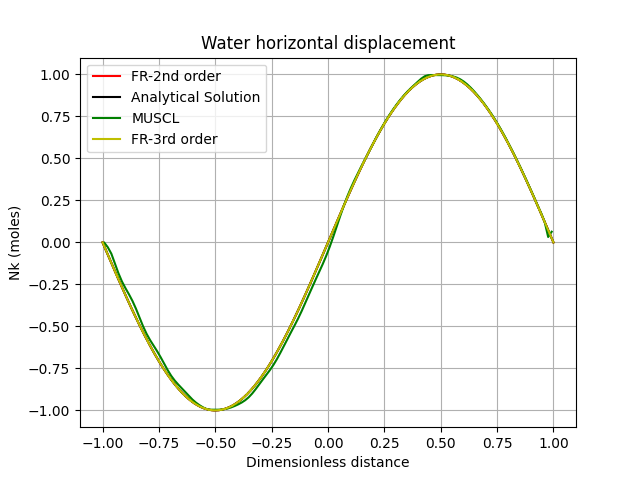 Water horizontal displacement
FR-2nd order
Analytical Solution
MUSCL
FR-3rd order
1.00
0.75
0.50
0.25
0.00
−0.25
−0.50
−0.75
−1.00
Nk (moles)
−1.00 −0.75 −0.50 −0.25 0.00 0.25 0.50 0.75 1.00
Dimensionless distance